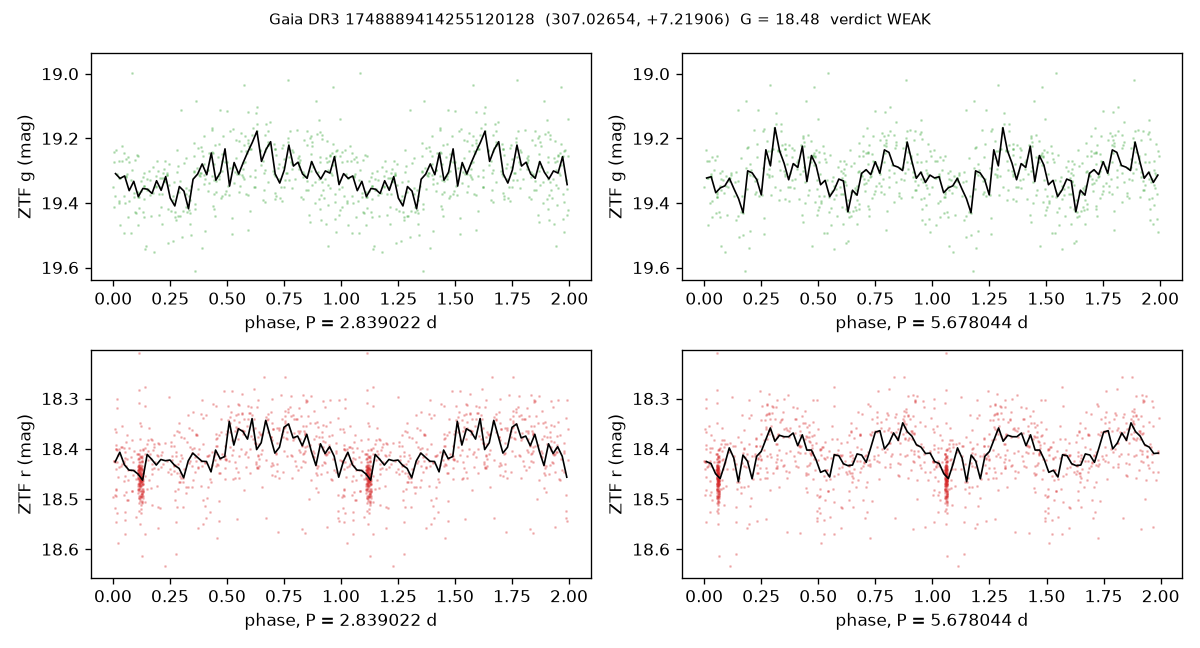 Gaia DR3 1748889414255120128 (307.02654, +7.21906) G = 18.48 verdict WEAK
ZTF g (mag)
19.0
19.2
19.4
19.6
0.00 0.25 0.50 0.75 1.00 1.25 1.50 1.75 2.00
phase, P = 2.839022 d
19.0
19.2
19.4
19.6
ZTF g (mag)
0.00 0.25 0.50 0.75 1.00 1.25 1.50 1.75 2.00
phase, P = 5.678044 d
ZTF r (mag)
18.3
18.4
18.5
18.6
0.00 0.25 0.50 0.75 1.00 1.25 1.50 1.75 2.00
phase, P = 2.839022 d
ZTF r (mag)
18.3
18.4
18.5
18.6
0.00 0.25 0.50 0.75 1.00 1.25 1.50 1.75 2.00
phase, P = 5.678044 d